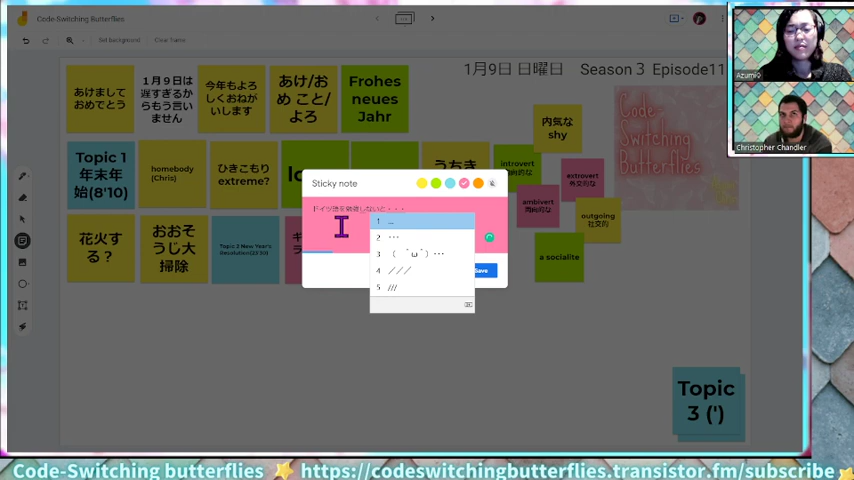 Code-Switching Butterflies
Set background
Clear frame
1月9日 日曜日 Season 3 Episode11
あけまして
おめでとう
1月9日は
遅すぎるか
らもう言い
ません
今年もよろ
しくおねが
いします
あけ/お
め こと/
よろ
Frohes
neues
Jahr
Topic 1
年末年
始(8'10)
homebody
(Chris)
ひきこもり
extreme?
うちき
内気な
shy
introvert
extrovert
外交的な
ambivert
両向的な
outgoing
社交的な
a socialite
Code-
Switching
Butterflies
花火す
る?
おおそ
うじ大
掃除
Topic 2 New Year's
Sticky note
ドイツ語を勉強しないと・・・
1 ...
2 ･･･
3 ( ＾ω＾)･･･
4 ///
5 ///
Save
Topic
3 (')
Azumi
Christopher Chandler
Code-Switching butterflies ⭐ https://codeswitchingbutterflies.transistor.fm/subscribe